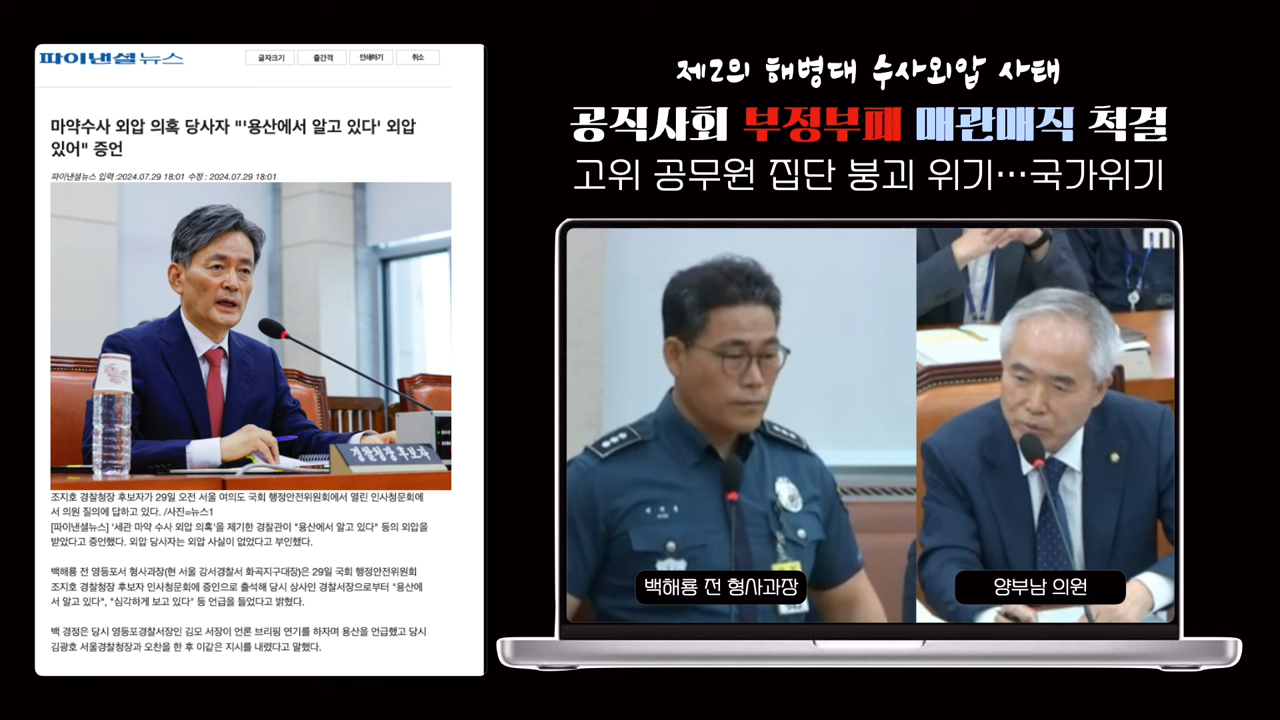 파이낸셜뉴스
글자크기 줄간격 인쇄하기 취소
마약수사 외압 의혹 당사자 "'용산에서 알고 있다' 외압
있어" 증언
파이낸셜뉴스 입력 :2024.07.29 18:01 수정 : 2024.07.29 18:01
경찰청장후보자
조지호 경찰청장 후보자가 29일 오전 서울 여의도 국회 행정안전위원회에서 열린 인사청문회에
서 의원 질의에 답하고 있다. /사진=뉴스1
[파이낸셜뉴스] '세관 마약 수사 외압 의혹'을 제기한 경찰관이 "용산에서 알고 있다" 등의 외압을
받았다고 증언했다. 외압 당사자는 외압 사실이 없었다고 부인했다.
백해룡 전 영등포서 형사과장(현 서울 강서경찰서 화곡지구대장)은 29일 국회 행정안전위원회
조지호 경찰청장 후보자 인사청문회에 증인으로 출석해 당시 상사인 경찰서장으로부터 "용산에
서 알고 있다", "심각하게 보고 있다" 등 언급을 들었다고 밝혔다.
백 경정은 당시 영등포경찰서장인 김모 서장이 언론 브리핑 연기를 하자며 용산을 언급했고 당시
김광호 서울경찰청장과 오찬을 한 후 이같은 지시를 내렸다고 말했다.
제2의 해병대 수사외압 사태
공직사회 부정부패 매관매직 척결
고위 공무원 집단 붕괴 위기…국가위기
백해룡 전 형사과장
양부남 의원